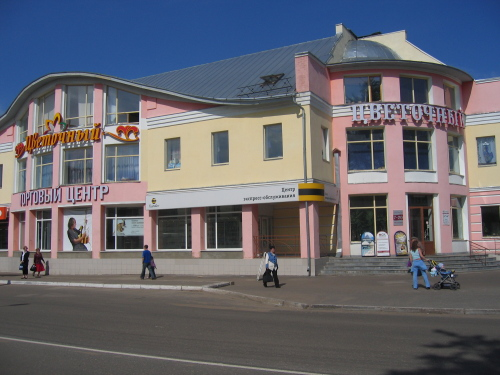 Цветочный
ТОРГОВЫЙ ЦЕНТР
Центр
экспресс-обслуживания
ЦВЕТОЧНЫЙ